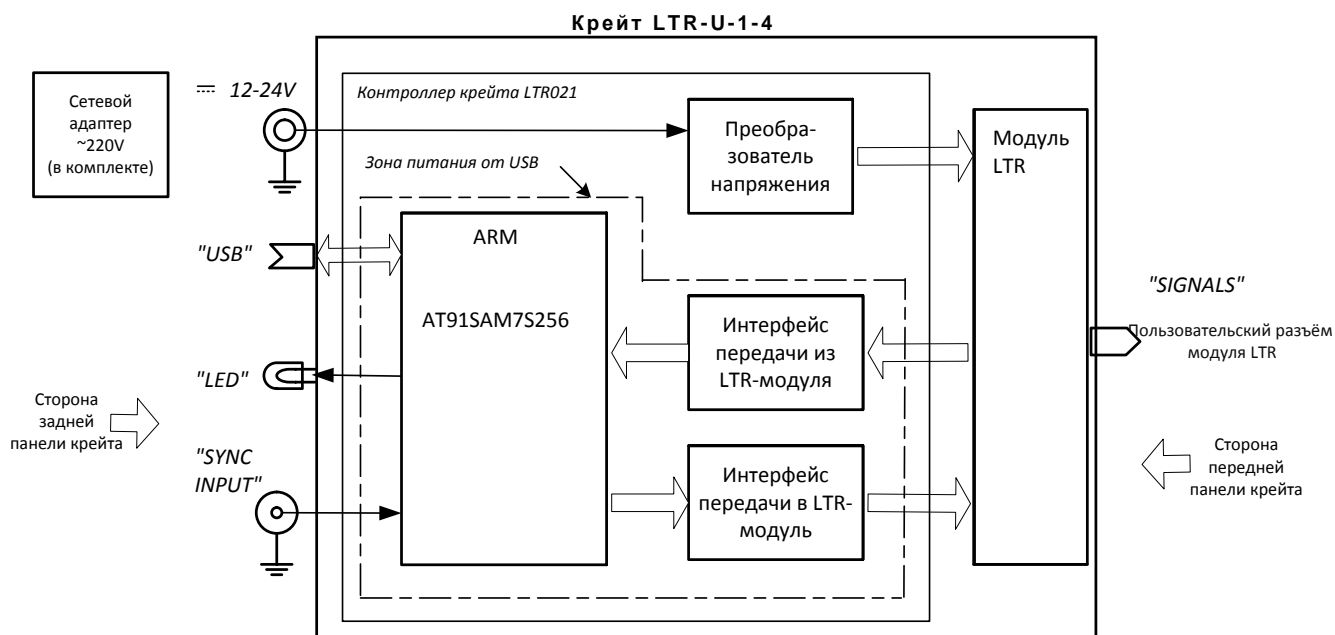 Крейт LTR-U-1-4
Сетевой
адаптер
~220V
(в комплекте)
⎓ 12-24V
Контроллер крейта LTR021
Преобра-
зователь
напряжения
Модуль
LTR
Зона питания от USB
"USB"
ARM
AT91SAM7S256
Интерфейс
передачи из
LTR-модуля
"SIGNALS"
Пользовательский разъём
модуля LTR
"LED"
Сторона
задней
панели крейта
"SYNC
INPUT"
Интерфейс
передачи в LTR-
модуль
Сторона
передней
панели крейта